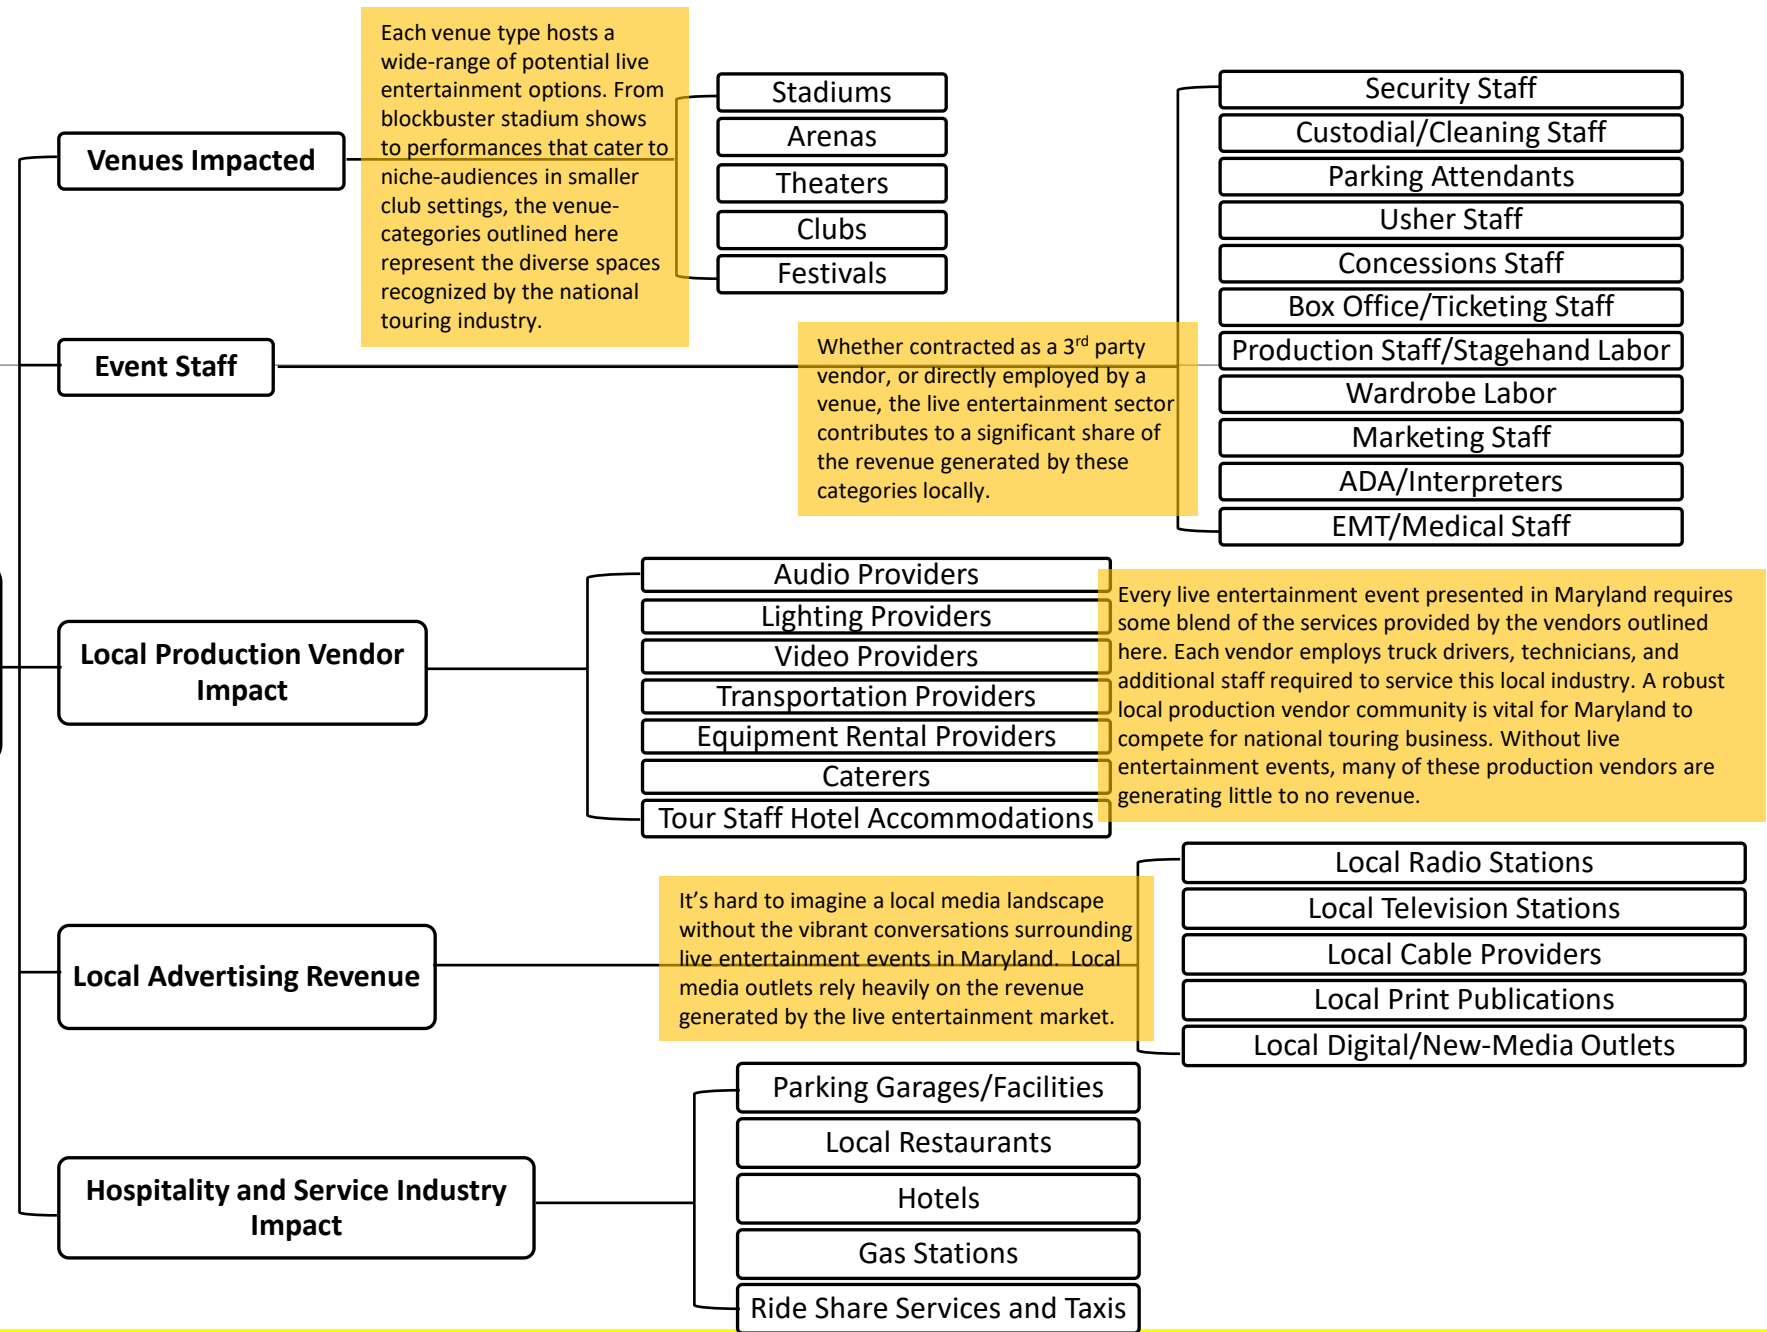 Each venue type hosts a
wide-range of potential live
entertainment options. From
blockbuster stadium shows
to performances that cater to
niche-audiences in smaller
club settings, the venue-
categories outlined here
represent the diverse spaces
recognized by the national
touring industry.
Venues Impacted
Stadiums
Arenas
Theaters
Clubs
Festivals
Event Staff
Whether contracted as a 3rd party
vendor, or directly employed by a
venue, the live entertainment sector
contributes to a significant share of
the revenue generated by these
categories locally.
Security Staff
Custodial/Cleaning Staff
Parking Attendants
Usher Staff
Concessions Staff
Box Office/Ticketing Staff
Production Staff/Stagehand Labor
Wardrobe Labor
Marketing Staff
ADA/Interpreters
EMT/Medical Staff
Local Production Vendor
Impact
Audio Providers
Lighting Providers
Video Providers
Transportation Providers
Equipment Rental Providers
Caterers
Tour Staff Hotel Accommodations
Every live entertainment event presented in Maryland requires
some blend of the services provided by the vendors outlined
here. Each vendor employs truck drivers, technicians, and
additional staff required to service this local industry. A robust
local production vendor community is vital for Maryland to
compete for national touring business. Without live
entertainment events, many of these production vendors are
generating little to no revenue.
Local Advertising Revenue
It's hard to imagine a local media landscape
without the vibrant conversations surrounding
live entertainment events in Maryland.  Local
media outlets rely heavily on the revenue
generated by the live entertainment market.
Local Radio Stations
Local Television Stations
Local Cable Providers
Local Print Publications
Local Digital/New-Media Outlets
Hospitality and Service Industry
Impact
Parking Garages/Facilities
Local Restaurants
Hotels
Gas Stations
Ride Share Services and Taxis